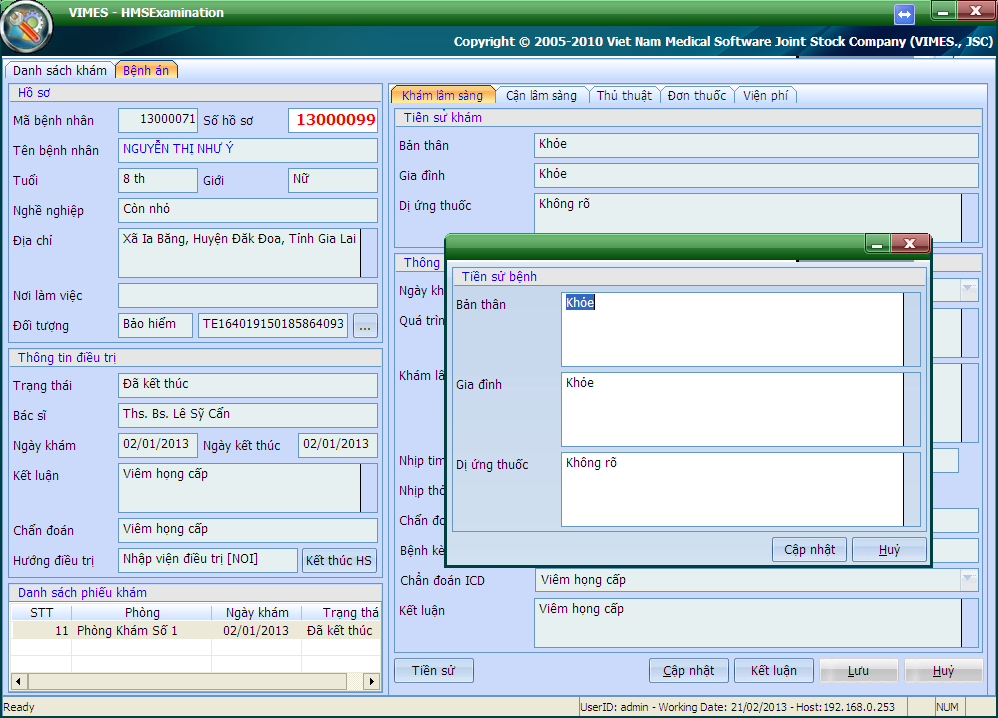 VIMES - HMSExamination
Copyright © 2005-2010 Viet Nam Medical Software Joint Stock Company (VIMES., JSC)
Danh sách khám Bệnh án
Hồ sơ
Mã bệnh nhân 13000071 Số hồ sơ 13000099
Tên bệnh nhân NGUYỄN THỊ NHƯ Ý
Tuổi 8 th Giới Nữ
Nghề nghiệp Còn nhỏ
Địa chỉ Xã Ia Băng, Huyện Đăk Đoa, Tỉnh Gia Lai
Nơi làm việc
Đối tượng Bảo hiểm TE164019150185864093 ...
Thông tin điều trị
Trạng thái Đã kết thúc
Bác sĩ Ths. Bs. Lê Sỹ Cẩn
Ngày khám 02/01/2013 Ngày kết thúc 02/01/2013
Kết luận Viêm họng cấp
Chẩn đoán Viêm họng cấp
Hướng điều trị Nhập viện điều trị [NOI] Kết thúc HS
Danh sách phiếu khám
STT Phòng Ngày khám Trạng thá
11 Phòng Khám Số 1 02/01/2013 Đã kết thúc
Khám lâm sàng Cận lâm sàng Thủ thuật Đơn thuốc Viện phí
Tiền sử khám
Bản thân Khỏe
Gia đình Khỏe
Dị ứng thuốc Không rõ
Thông
Ngày kh
Quá trìn
Khám lâ
Nhịp tim
Nhịp thở
Chẩn đo
Bệnh kè
Chẩn đoán ICD Viêm họng cấp
Kết luận Viêm họng cấp
Tiền sử bệnh
Bản thân Khỏe
Gia đình Khỏe
Dị ứng thuốc Không rõ
Cập nhật Huỷ
Tiền sử Cập nhật Kết luận Lưu Huỷ
Ready UserID: admin - Working Date: 21/02/2013 - Host:192.168.0.253 NUM